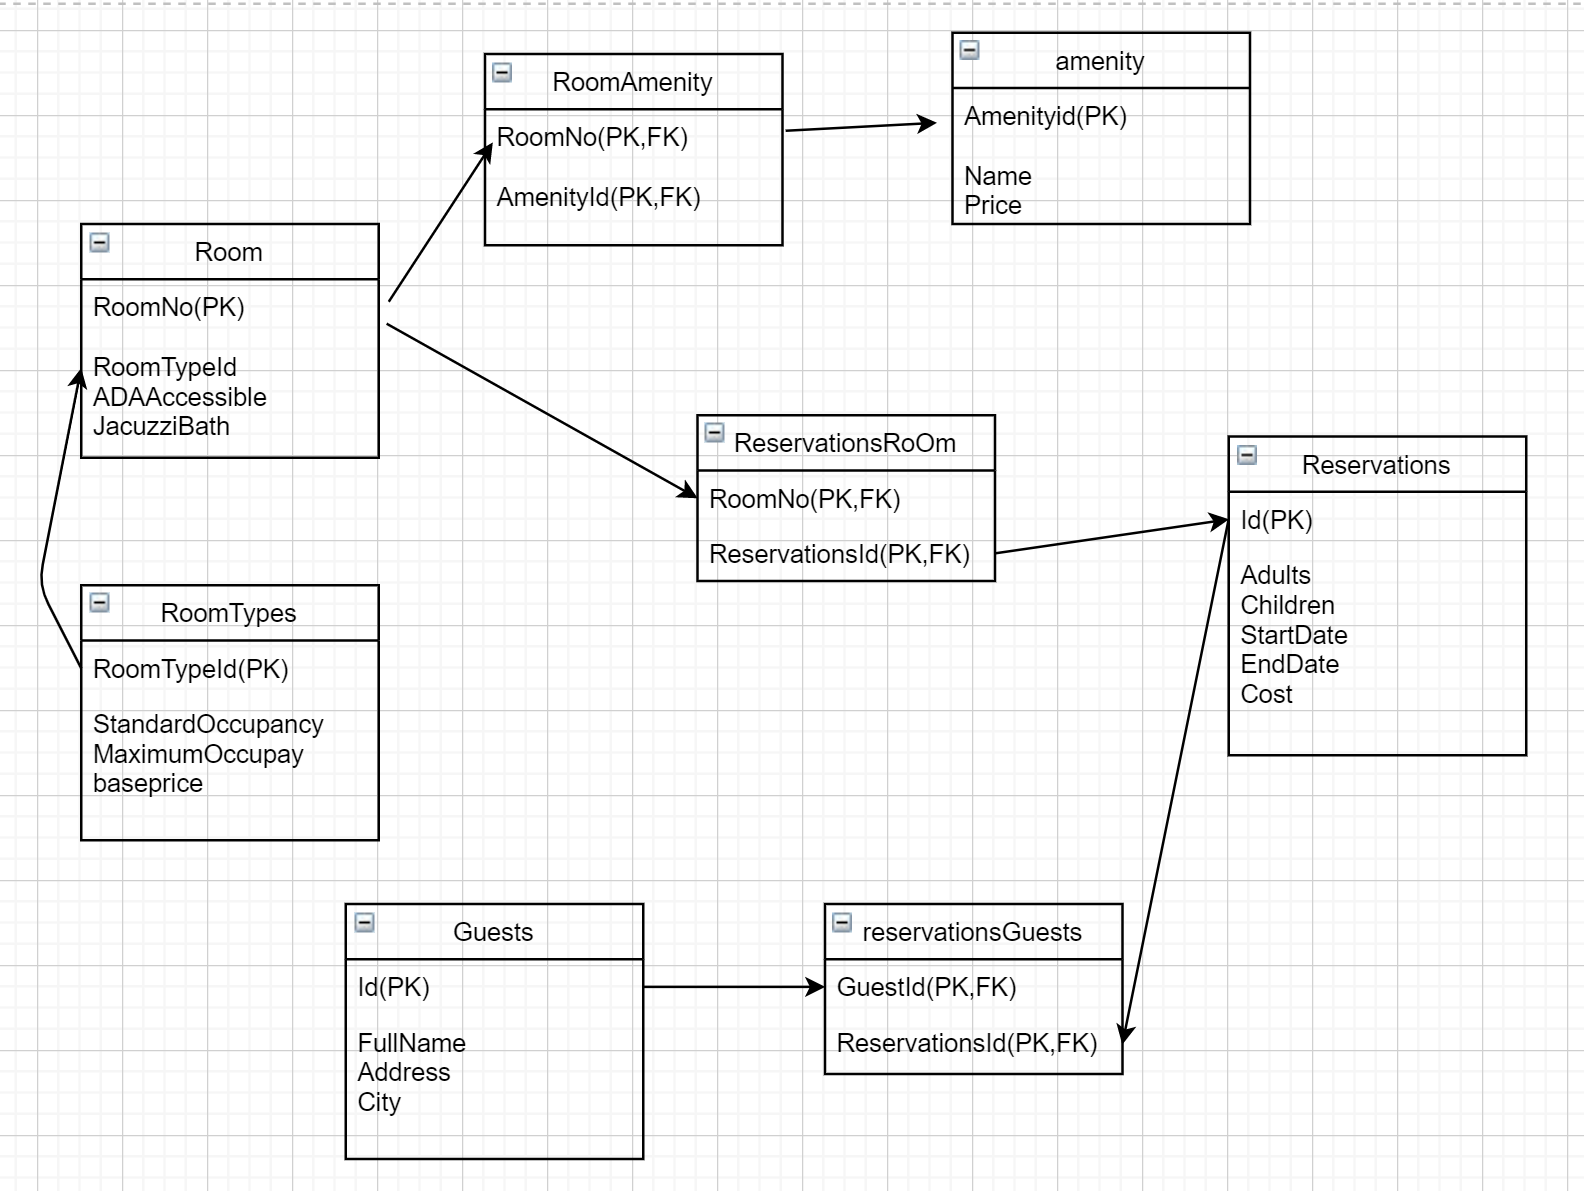 RoomAmenity
RoomNo(PK,FK)
AmenityId(PK,FK)
amenity
Amenityid(PK)
Name
Price
Room
RoomNo(PK)
RoomTypeId
ADAAccessible
JacuzziBath
ReservationsRoOm
RoomNo(PK,FK)
ReservationsId(PK,FK)
Reservations
Id(PK)
Adults
Children
StartDate
EndDate
Cost
RoomTypes
RoomTypeId(PK)
StandardOccupancy
MaximumOccupay
baseprice
Guests
Id(PK)
FullName
Address
City
reservationsGuests
GuestId(PK,FK)
ReservationsId(PK,FK)